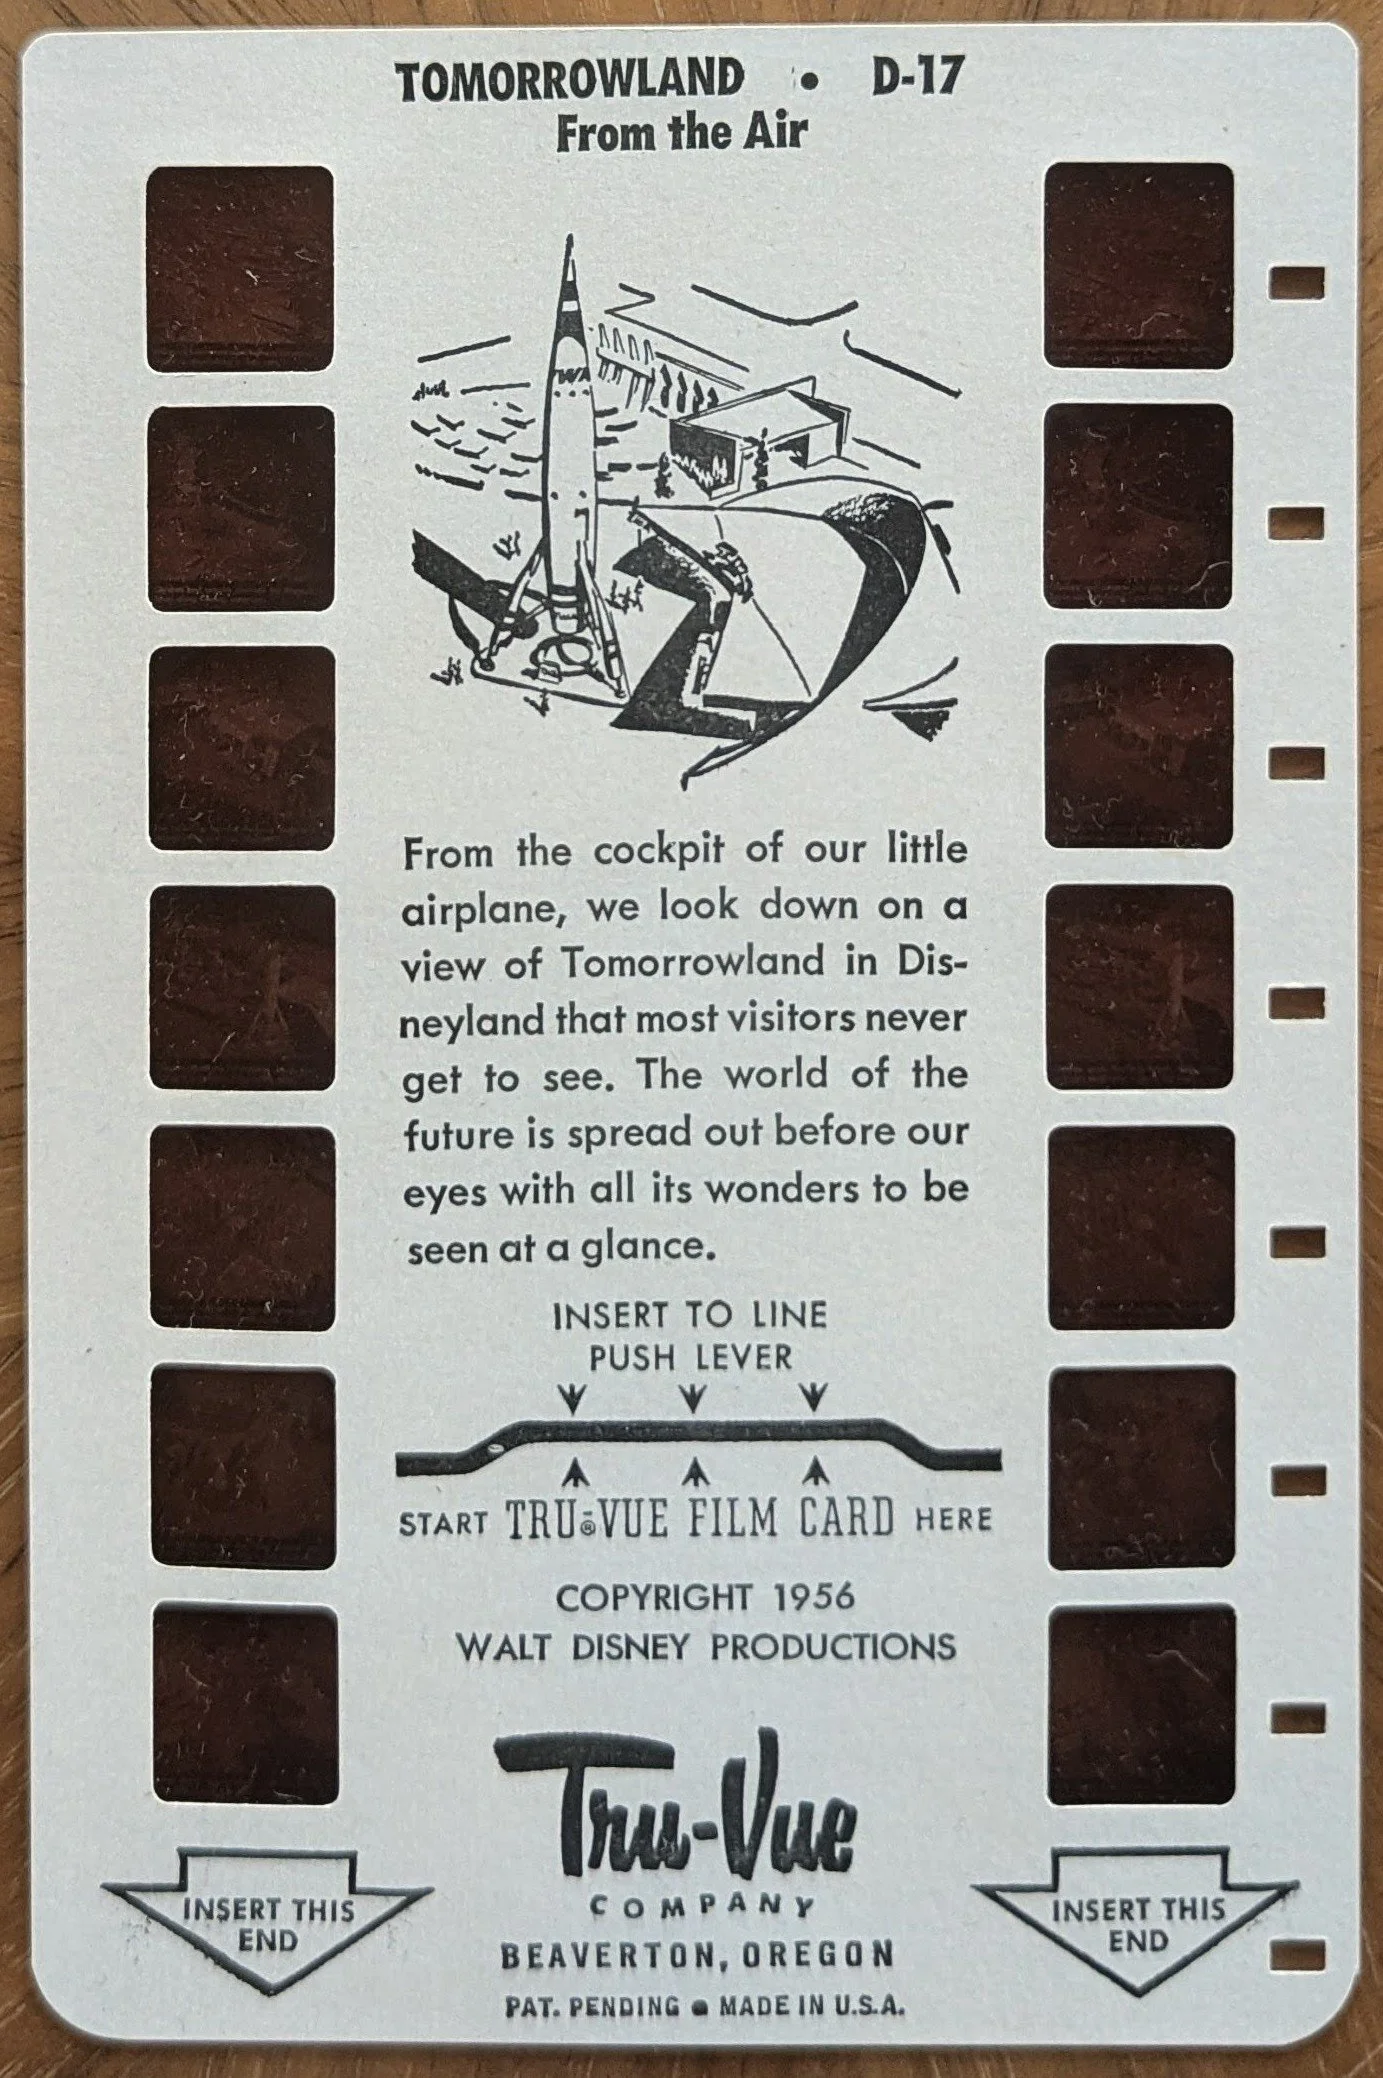 TOMORROWLAND • D-17
From the Air
From the cockpit of our little
airplane, we look down on a
view of Tomorrowland in Dis-
neyland that most visitors never
get to see. The world of the
future is spread out before our
eyes with all its wonders to be
seen at a glance.
INSERT TO LINE
PUSH LEVER
START TRU-VUE® FILM CARD HERE
COPYRIGHT 1956
WALT DISNEY PRODUCTIONS
Tru-Vue
COMPANY
BEAVERTON, OREGON
PAT. PENDING • MADE IN U.S.A.
INSERT THIS
END
INSERT THIS
END